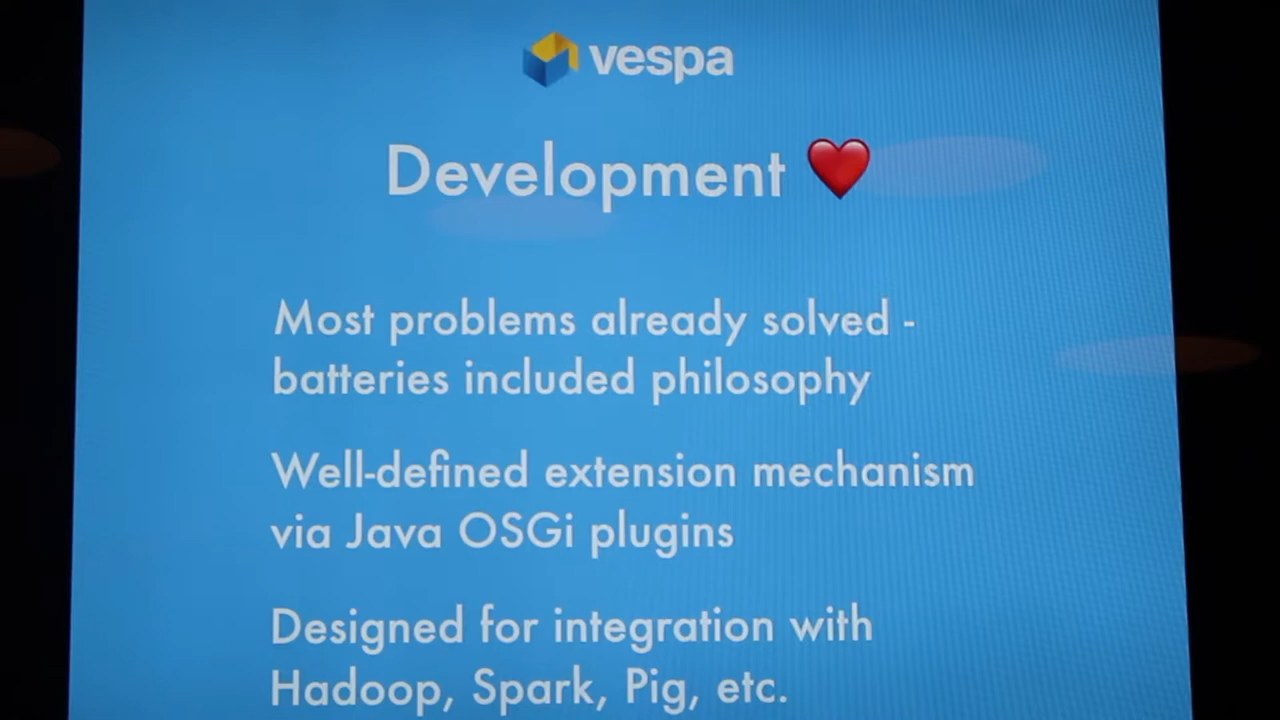 vespa
Development ❤️
Most problems already solved -
batteries included philosophy
Well-defined extension mechanism
via Java OSGi plugins
Designed for integration with
Hadoop, Spark, Pig, etc.